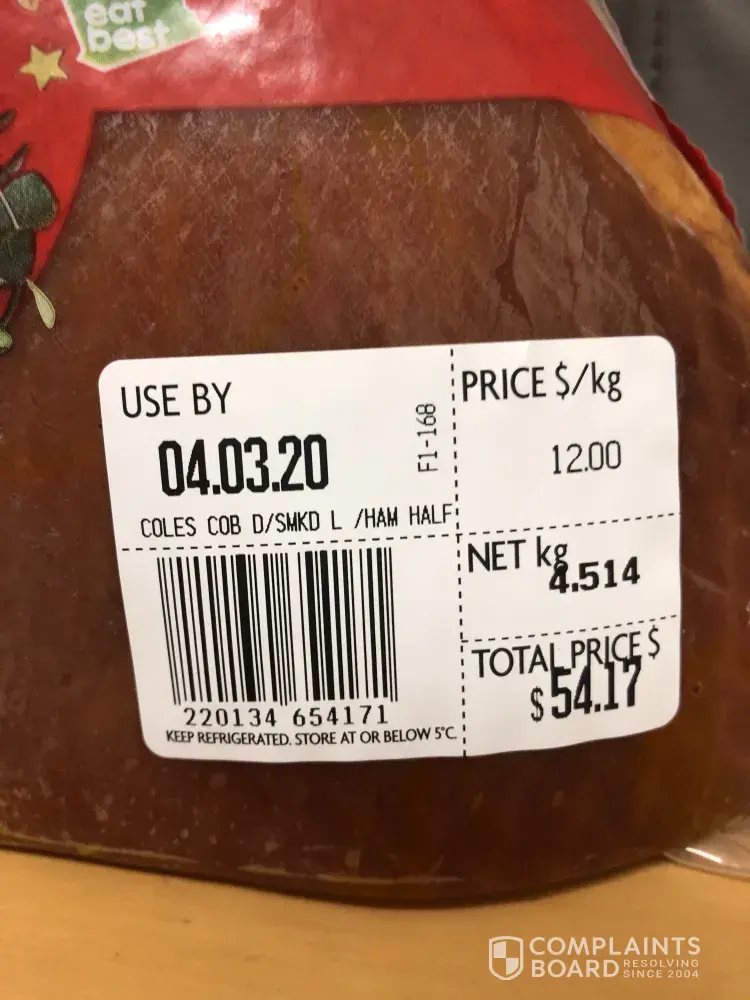 eat
best
USE BY
04.03.20
F1-168
COLES COB D/SMKD L /HAM HALF
220134 654171
KEEP REFRIGERATED. STORE AT OR BELOW 5°C.
PRICE $/kg
12.00
NET kg
4.514
TOTAL PRICE $
$54.17
COMPLAINTS
BOARD RESOLVING
SINCE 2004